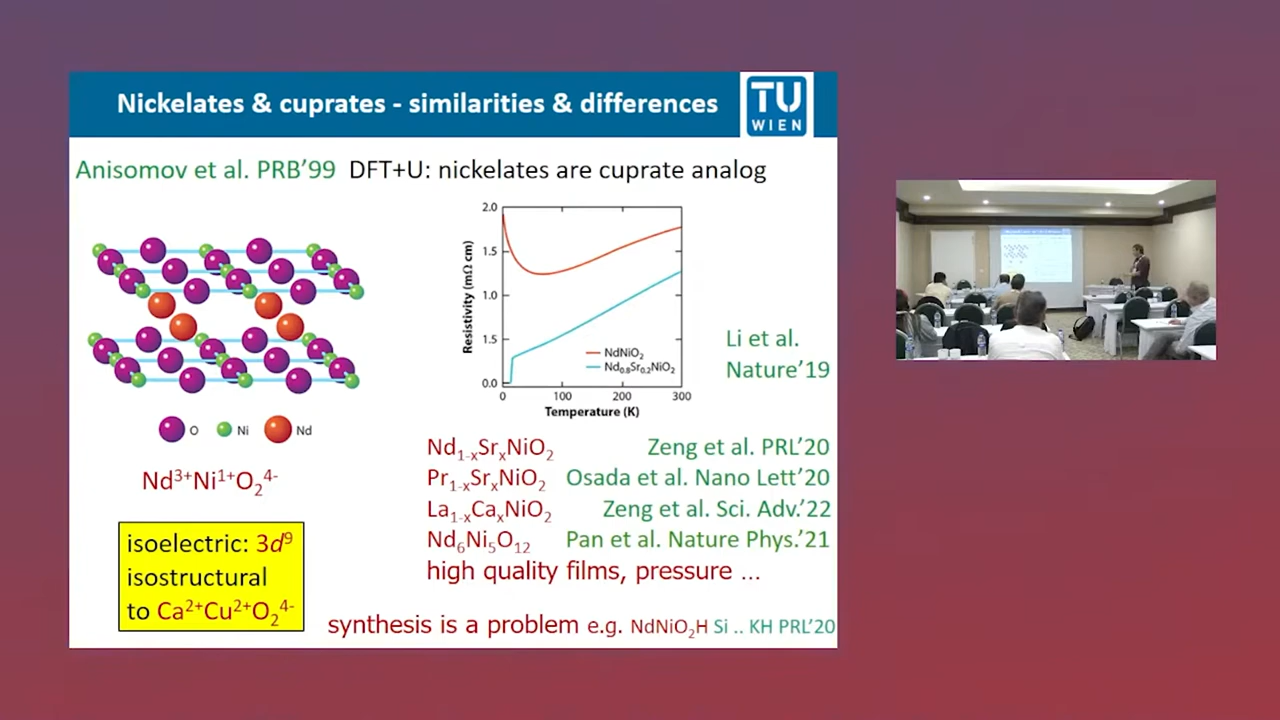 Nickelates & cuprates - similarities & differences
TU
WIEN
Anisomov et al. PRB'99 DFT+U: nickelates are cuprate analog
2.0
1.5
1.0
1.5
0.0
Resistivity (mΩ cm)
NdNiO₂
Nd₀.₈Sr₀.₂NiO₂
0 100 200 300
Temperature (K)
Li et al.
Nature'19
O Ni Nd
Nd³⁺Ni¹⁺O₂⁴⁻
isoelectric: 3d⁹
isostructural
to Ca²⁺Cu²⁺O₂⁴⁻
Nd₁₋ₓSrₓNiO₂ Zeng et al. PRL'20
Pr₁₋ₓSrₓNiO₂ Osada et al. Nano Lett'20
La₁₋ₓCaₓNiO₂ Zeng et al. Sci. Adv.'22
Nd₆Ni₅O₁₂ Pan et al. Nature Phys.'21
high quality films, pressure ...
synthesis is a problem e.g. NdNiO₂H Si .. KH PRL'20